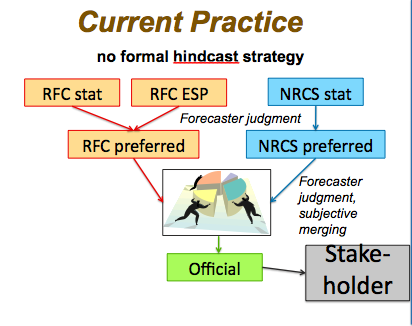 Current Practice
no formal hindcast strategy
RFC stat
RFC ESP
NRCS stat
Forecaster judgment
RFC preferred
NRCS preferred
Forecaster
judgment,
subjective
merging
Official
Stake-
holder